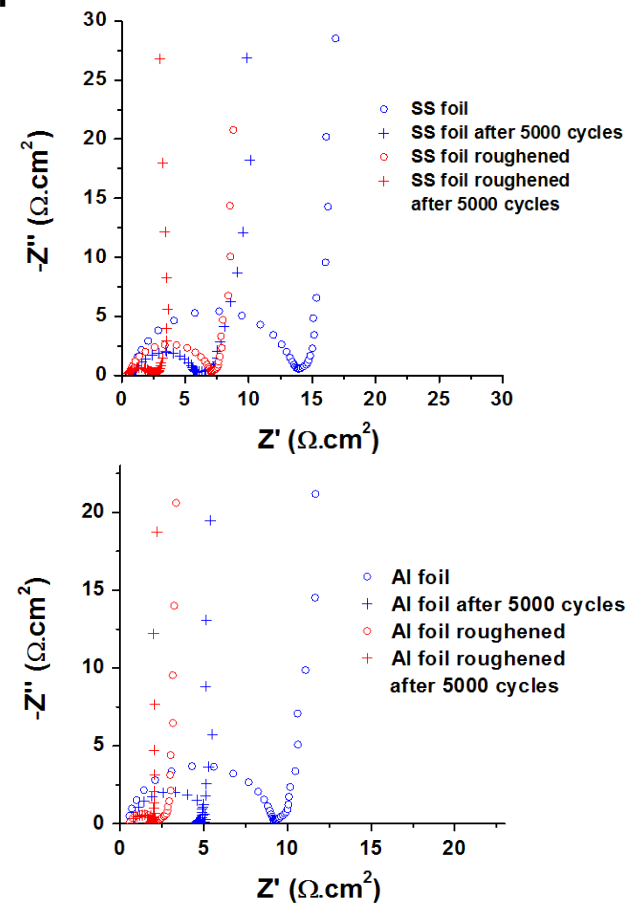 30
25
20
15
10
5
0
-Z'' (Ω.cm²)
SS foil
SS foil after 5000 cycles
SS foil roughened
SS foil roughened
after 5000 cycles
0 5 10 15 20 25 30
Z' (Ω.cm²)
20
15
10
5
0
-Z'' (Ω.cm²)
Al foil
Al foil after 5000 cycles
Al foil roughened
Al foil roughened
after 5000 cycles
0 5 10 15 20
Z' (Ω.cm²)